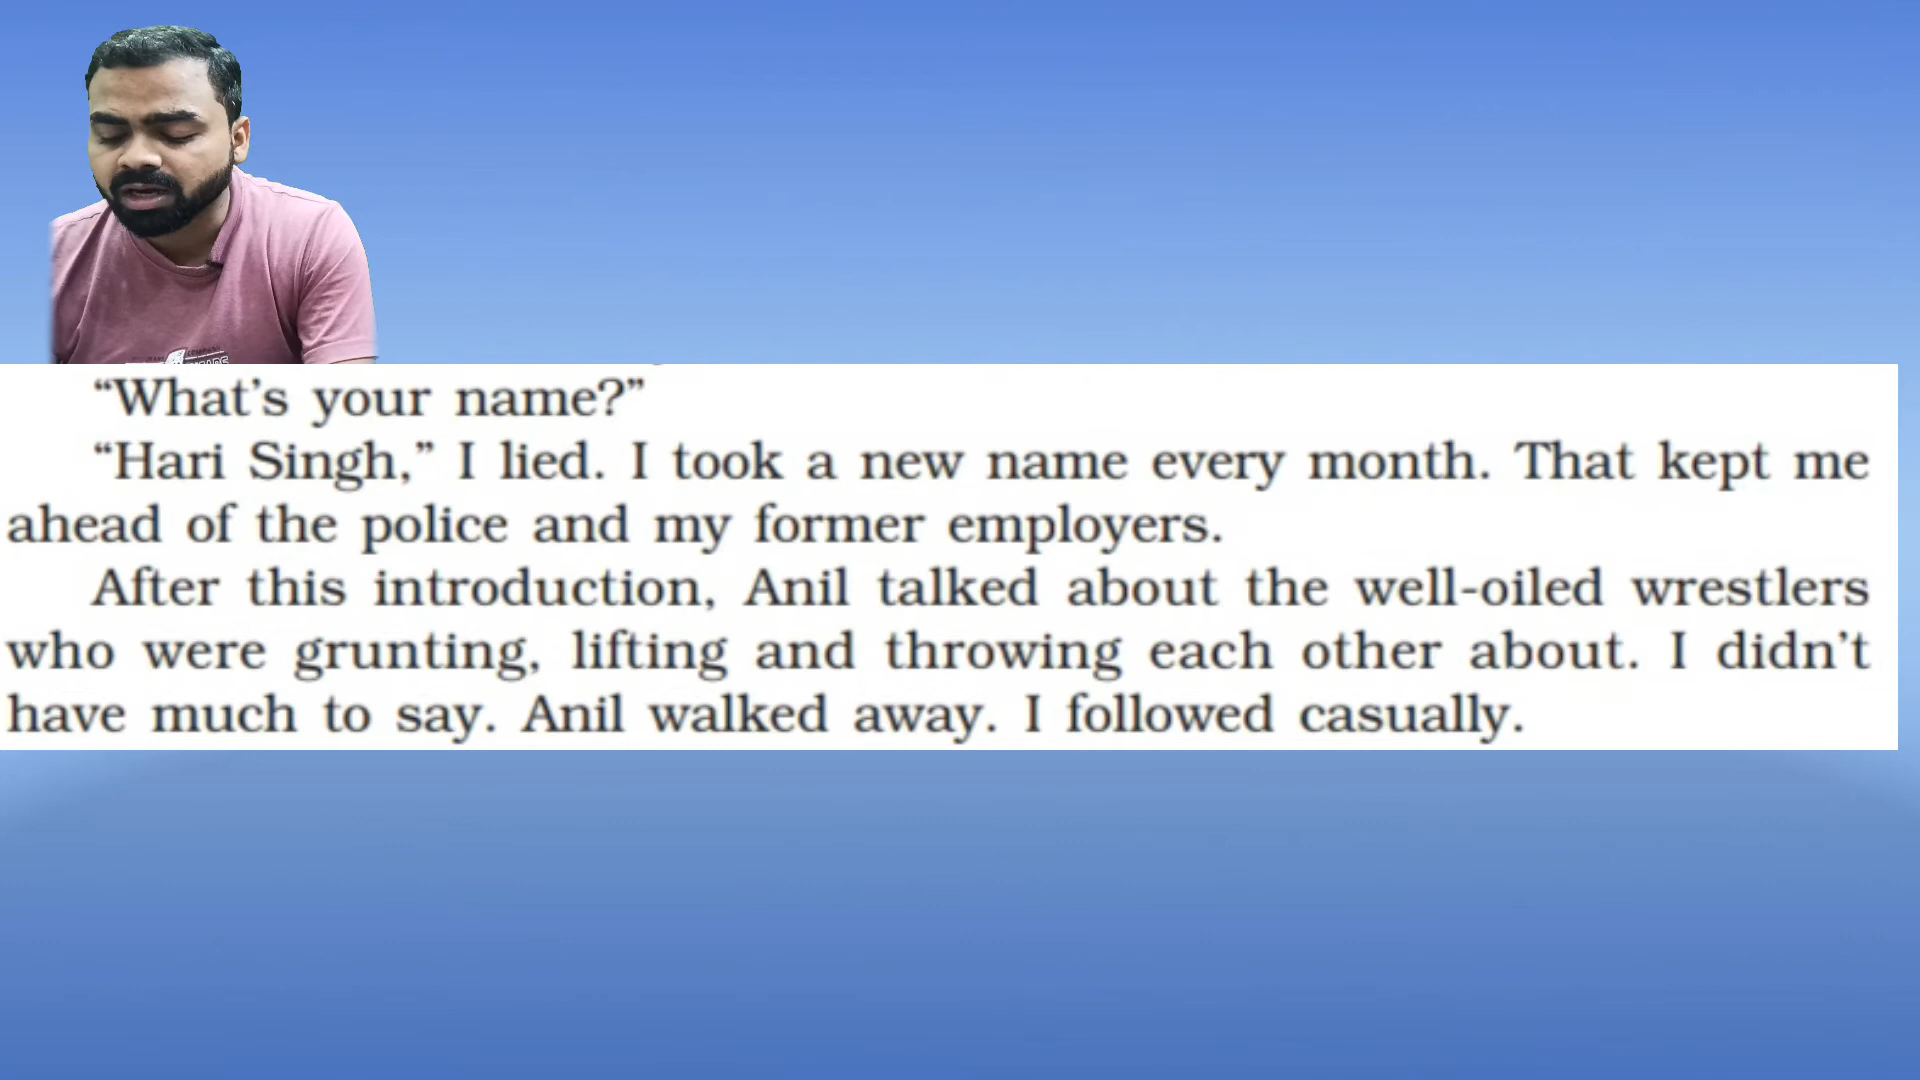 “What’s your name?”
“Hari Singh,” I lied. I took a new name every month. That kept me
ahead of the police and my former employers.
After this introduction, Anil talked about the well-oiled wrestlers
who were grunting, lifting and throwing each other about. I didn’t
have much to say. Anil walked away. I followed casually.